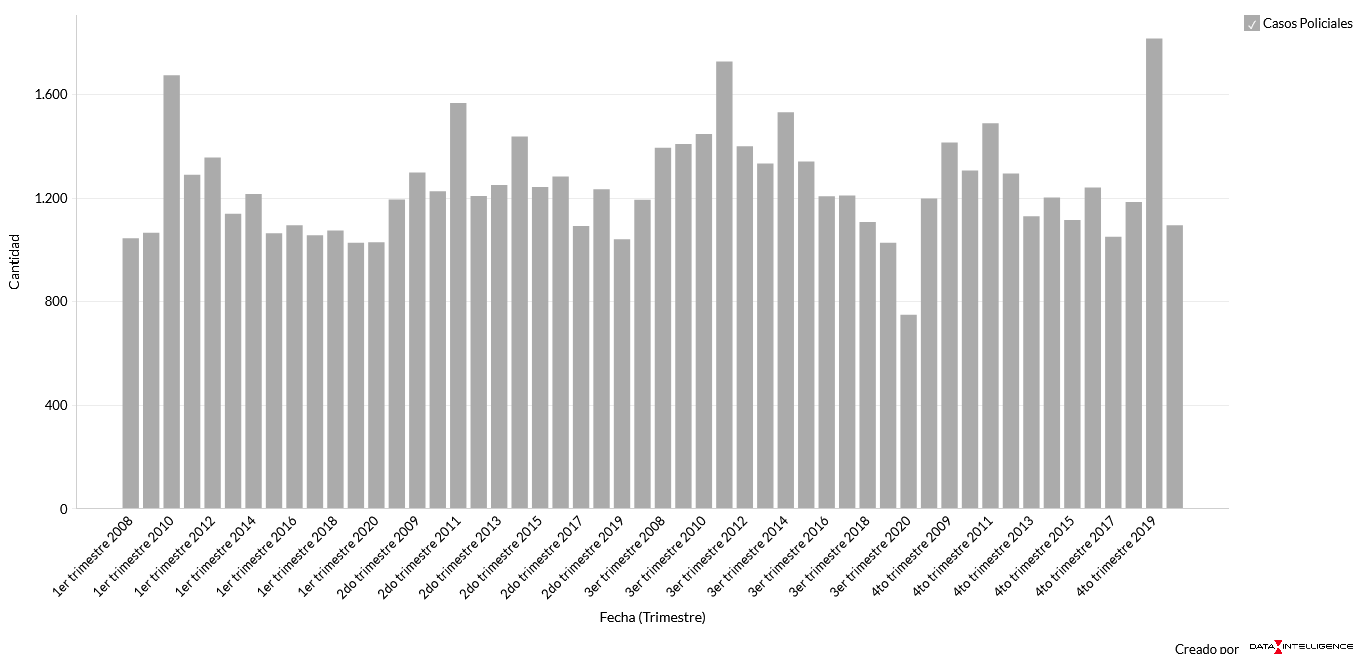 Casos Policiales
1.600
1.200
800
400
0
Cantidad
1er trimestre 2008
1er trimestre 2010
1er trimestre 2012
1er trimestre 2014
1er trimestre 2016
1er trimestre 2018
1er trimestre 2020
2do trimestre 2009
2do trimestre 2011
2do trimestre 2013
2do trimestre 2015
2do trimestre 2017
2do trimestre 2019
3er trimestre 2008
3er trimestre 2010
3er trimestre 2012
3er trimestre 2014
3er trimestre 2016
3er trimestre 2018
3er trimestre 2020
4to trimestre 2009
4to trimestre 2011
4to trimestre 2013
4to trimestre 2015
4to trimestre 2017
4to trimestre 2019
Fecha (Trimestre)
Creado por DATA INTELLIGENCE